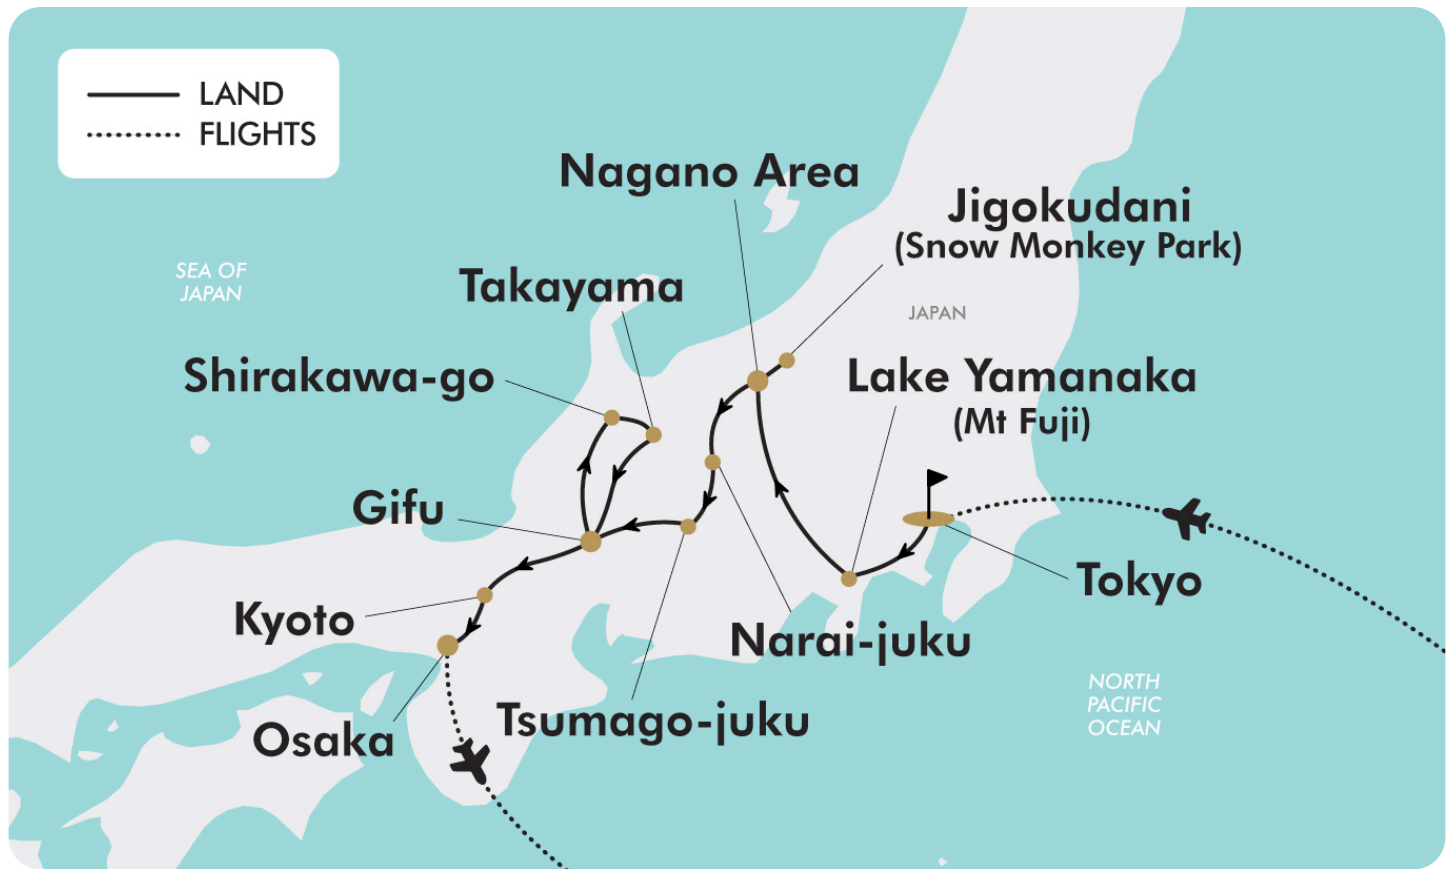 LAND
FLIGHTS
Nagano Area
Jigokudani
(Snow Monkey Park)
SEA OF
JAPAN
Takayama
JAPAN
Shirakawa-go
Lake Yamanaka
(Mt Fuji)
Gifu
Tokyo
Kyoto
Narai-juku
NORTH
PACIFIC
OCEAN
Tsumago-juku
Osaka